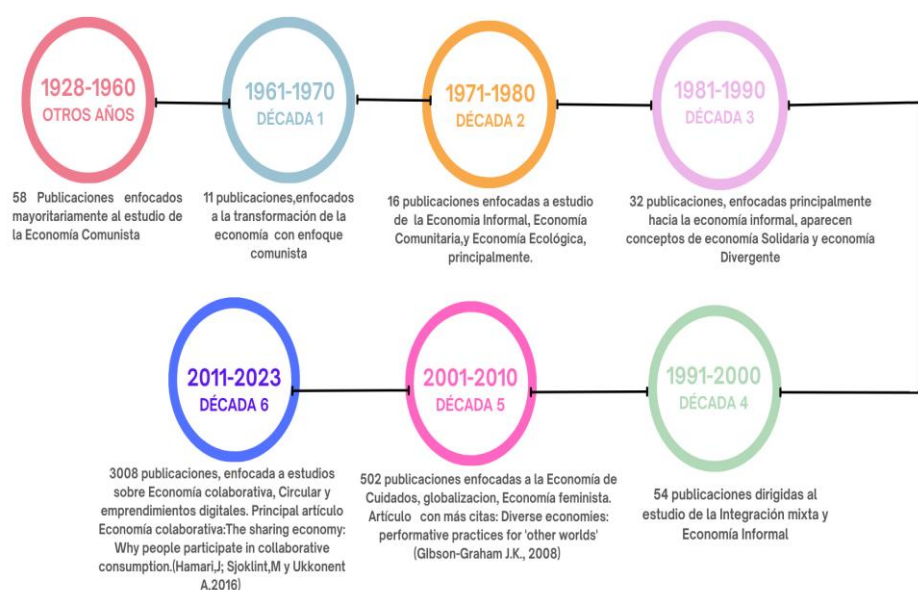 1928-1960
OTROS AÑOS
58 Publicaciones enfocados
mayoritariamente al estudio de
la Economía Comunista
1961-1970
DÉCADA 1
11 publicaciones,enfocados
a la transformación de la
economía con enfoque
comunista
1971-1980
DÉCADA 2
16 publicaciones enfocadas a estudio
de la Economia Informal, Economía
Comunitaria,y Economía Ecológica,
principalmente.
1981-1990
DÉCADA 3
32 publicaciones, enfocadas principalmente
hacia la economía informal, aparecen
conceptos de economía Solidaria y economía
Divergente
2011-2023
DÉCADA 6
3008 publicaciones, enfocada a estudios
sobre Economía colaborativa, Circular y
emprendimientos digitales. Principal artículo
Economía colaborativa:The sharing economy:
Why people participate in collaborative
consumption.(Hamari,J; Sjoklint,M y Ukkonent
A.2016)
2001-2010
DÉCADA 5
502 publicaciones enfocadas a la Economía de
Cuidados, globalizacion, Economía feminista.
Artículo con más citas: Diverse economies:
performative practices for 'other worlds'
(GIbson-Graham J.K., 2008)
1991-2000
DÉCADA 4
54 publicaciones dirigidas al
estudio de la Integración mixta y
Economía Informal